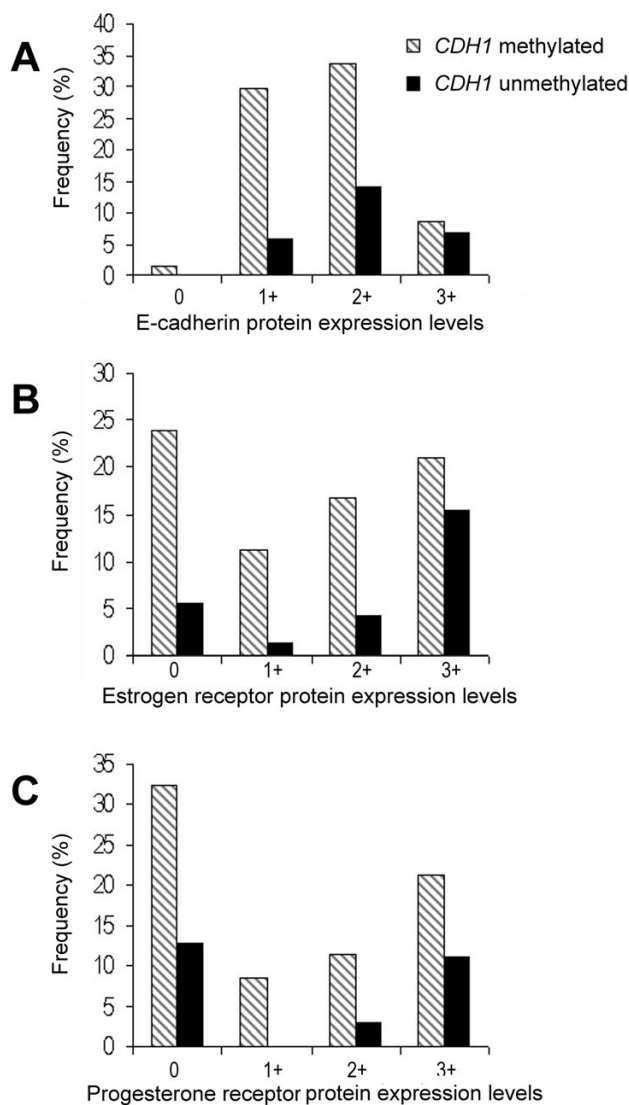 A
Frequency (%)
40
35
30
25
20
15
10
5
0
CDH1 methylated
CDH1 unmethylated
0 1+ 2+ 3+
E-cadherin protein expression levels
B
Frequency (%)
30
25
20
15
10
5
0
0 1+ 2+ 3+
Estrogen receptor protein expression levels
C
Frequency (%)
35
30
25
20
15
10
5
0
0 1+ 2+ 3+
Progesterone receptor protein expression levels